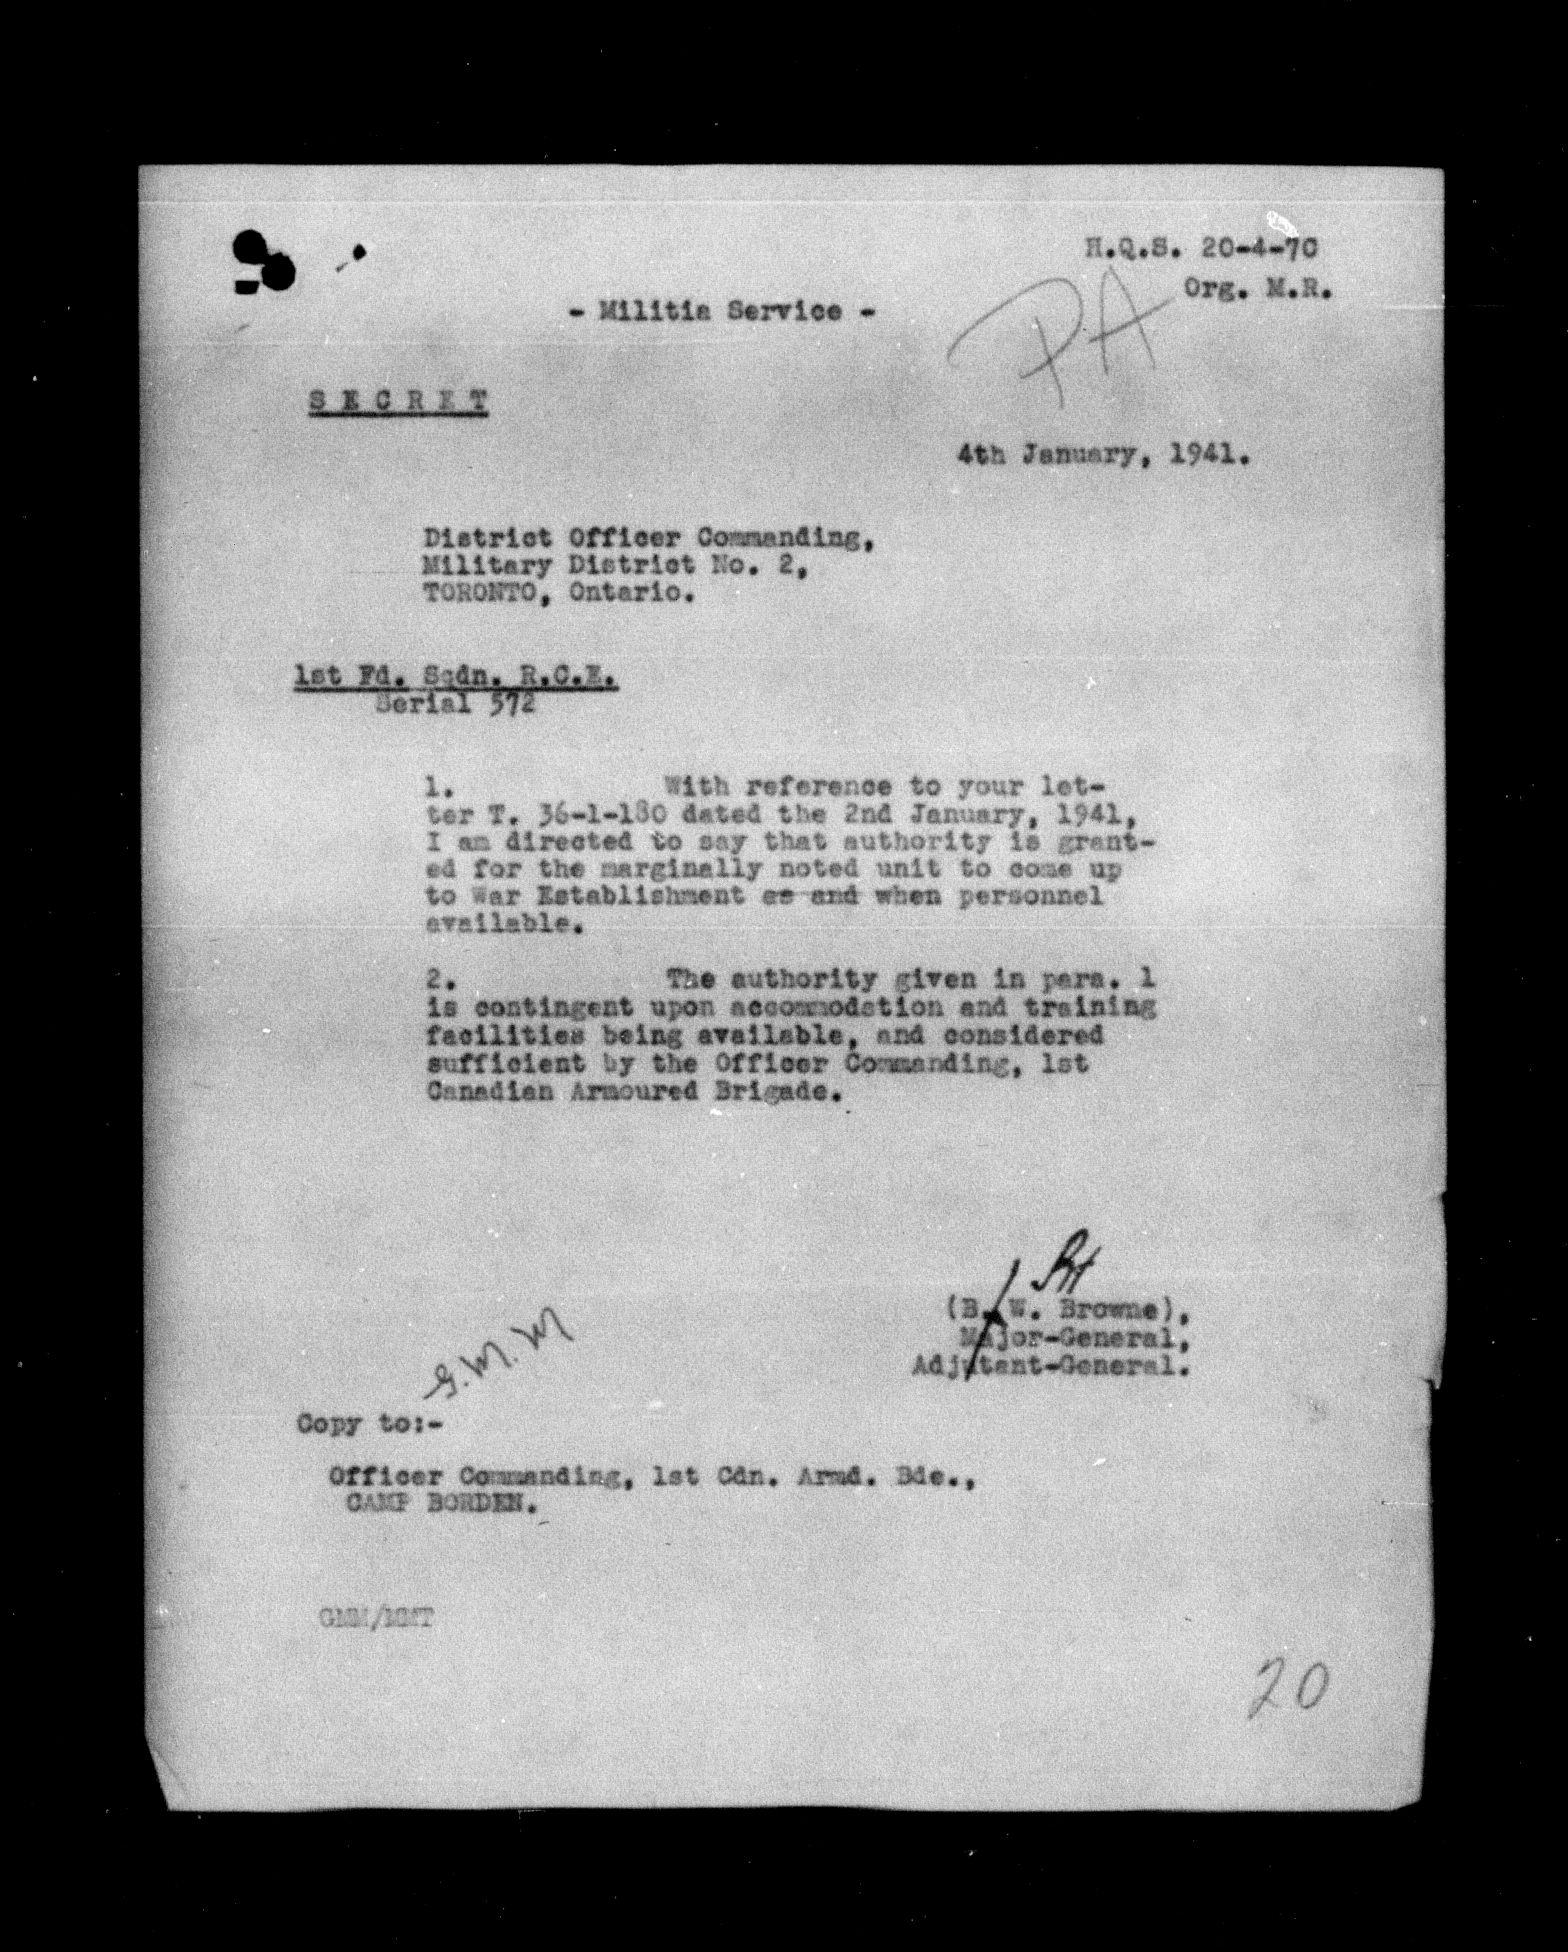 H.Q.S. 20-4-70
Org. M.R.
- Militia Service -
PA
S E C R E T
4th January, 1941.
District Officer Commanding,
Military District No. 2,
TORONTO, Ontario.
1st Fd. Sqdn. R.C.E.
Serial 572
1. With reference to your let-
ter T. 36-1-180 dated the 2nd January, 1941,
I am directed to say that authority is grant-
ed for the marginally noted unit to come up
to War Establishment as and when personnel
available.
2. The authority given in para. 1
is contingent upon accommodation and training
facilities being available, and considered
sufficient by the Officer Commanding, 1st
Canadian Armoured Brigade.
(B. W. Browne),
Major-General,
Adjutant-General.
G.M.M
Copy to:-
Officer Commanding, 1st Cdn. Armd. Bde.,
CAMP BORDEN.
GMM/MMT
20